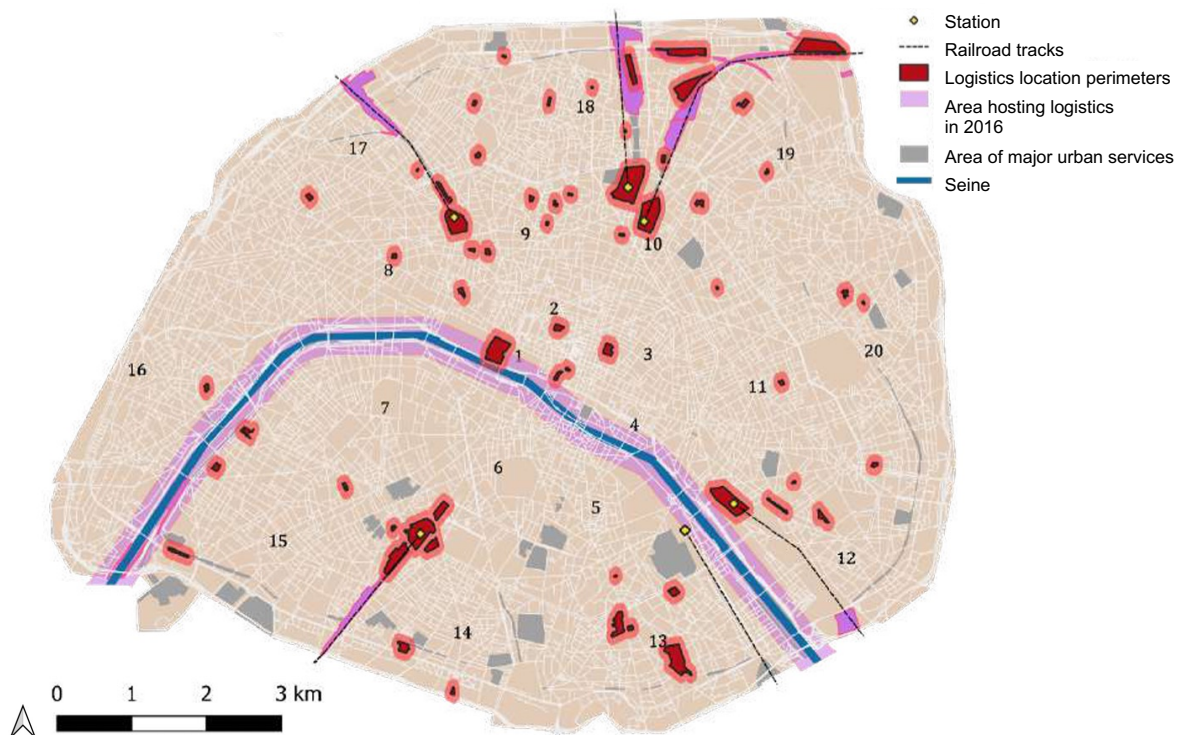 Station
Railroad tracks
Logistics location perimeters
Area hosting logistics
in 2016
Area of major urban services
Seine
18
17
19
9
10
8
2
1
3
16
20
11
7
4
6
5
15
12
14
13
0 1 2 3 km